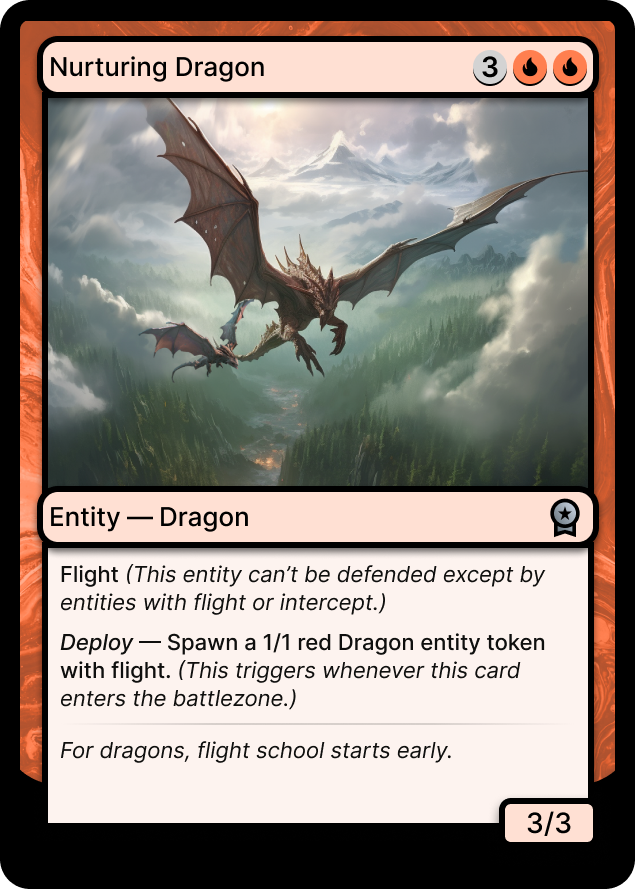 Nurturing Dragon 3
Entity — Dragon
Flight (This entity can’t be defended except by
entities with flight or intercept.)
Deploy — Spawn a 1/1 red Dragon entity token
with flight. (This triggers whenever this card
enters the battlezone.)
For dragons, flight school starts early.
3/3